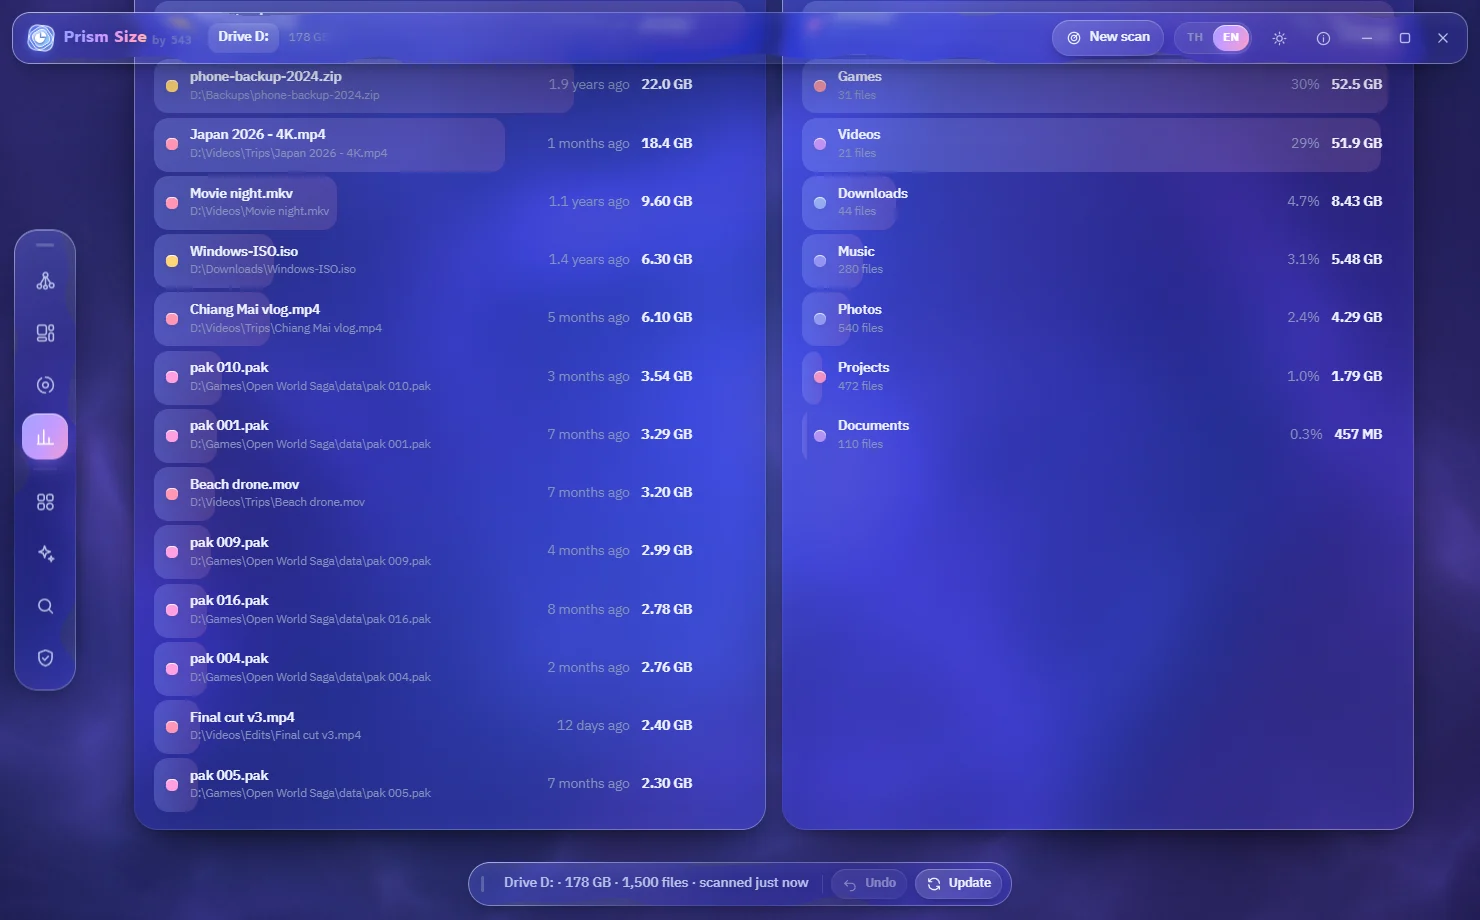 Prism Size by 543
Drive D: 178 GB
New scan
TH EN
phone-backup-2024.zip
D:\Backups\phone-backup-2024.zip
1.9 years ago 22.0 GB
Japan 2026 - 4K.mp4
D:\Videos\Trips\Japan 2026 - 4K.mp4
1 months ago 18.4 GB
Movie night.mkv
D:\Videos\Movie night.mkv
1.1 years ago 9.60 GB
Windows-ISO.iso
D:\Downloads\Windows-ISO.iso
1.4 years ago 6.30 GB
Chiang Mai vlog.mp4
D:\Videos\Trips\Chiang Mai vlog.mp4
5 months ago 6.10 GB
pak 010.pak
D:\Games\Open World Saga\data\pak 010.pak
3 months ago 3.54 GB
pak 001.pak
D:\Games\Open World Saga\data\pak 001.pak
7 months ago 3.29 GB
Beach drone.mov
D:\Videos\Trips\Beach drone.mov
7 months ago 3.20 GB
pak 009.pak
D:\Games\Open World Saga\data\pak 009.pak
4 months ago 2.99 GB
pak 016.pak
D:\Games\Open World Saga\data\pak 016.pak
8 months ago 2.78 GB
pak 004.pak
D:\Games\Open World Saga\data\pak 004.pak
2 months ago 2.76 GB
Final cut v3.mp4
D:\Videos\Edits\Final cut v3.mp4
12 days ago 2.40 GB
pak 005.pak
D:\Games\Open World Saga\data\pak 005.pak
7 months ago 2.30 GB
Games
31 files
30% 52.5 GB
Videos
21 files
29% 51.9 GB
Downloads
44 files
4.7% 8.43 GB
Music
280 files
3.1% 5.48 GB
Photos
540 files
2.4% 4.29 GB
Projects
472 files
1.0% 1.79 GB
Documents
110 files
0.3% 457 MB
Drive D: · 178 GB · 1,500 files · scanned just now
Undo
Update